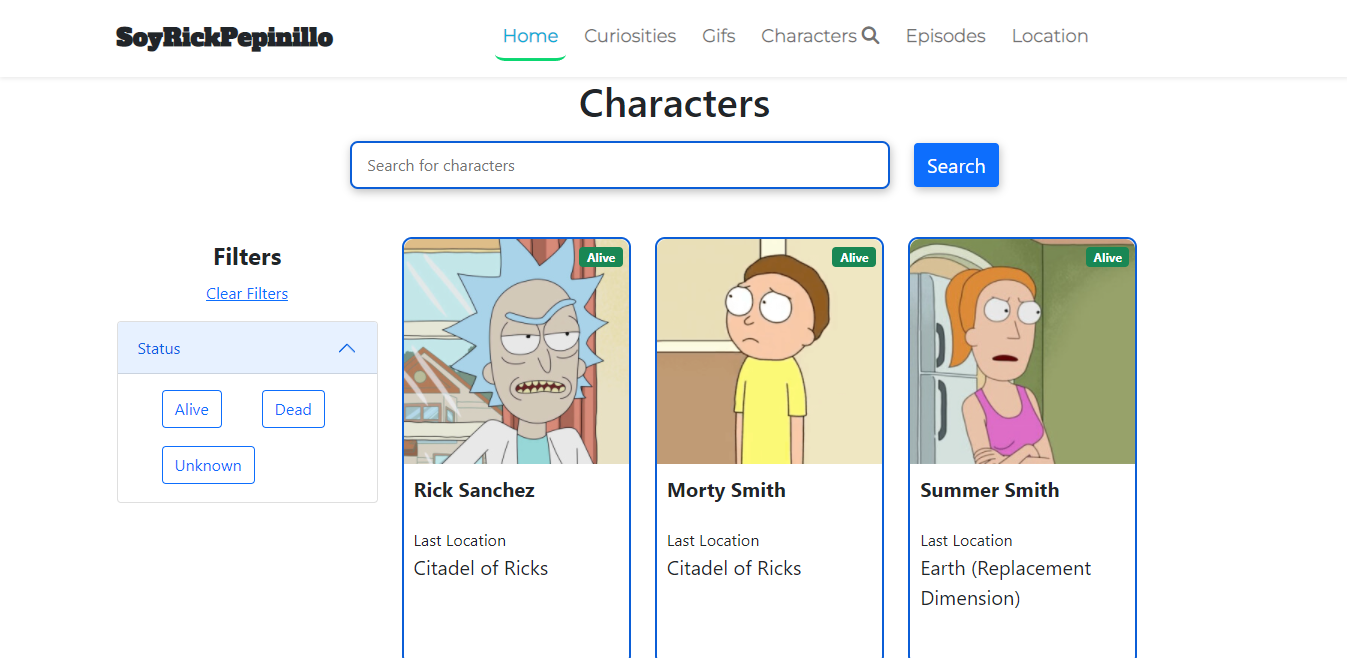 SoyRickPepinillo
Home Curiosities Gifs Characters Episodes Location
Characters
Search for characters
Search
Filters
Clear Filters
Status
Alive Dead
Unknown
Alive
Rick Sanchez
Last Location
Citadel of Ricks
Alive
Morty Smith
Last Location
Citadel of Ricks
Alive
Summer Smith
Last Location
Earth (Replacement
Dimension)